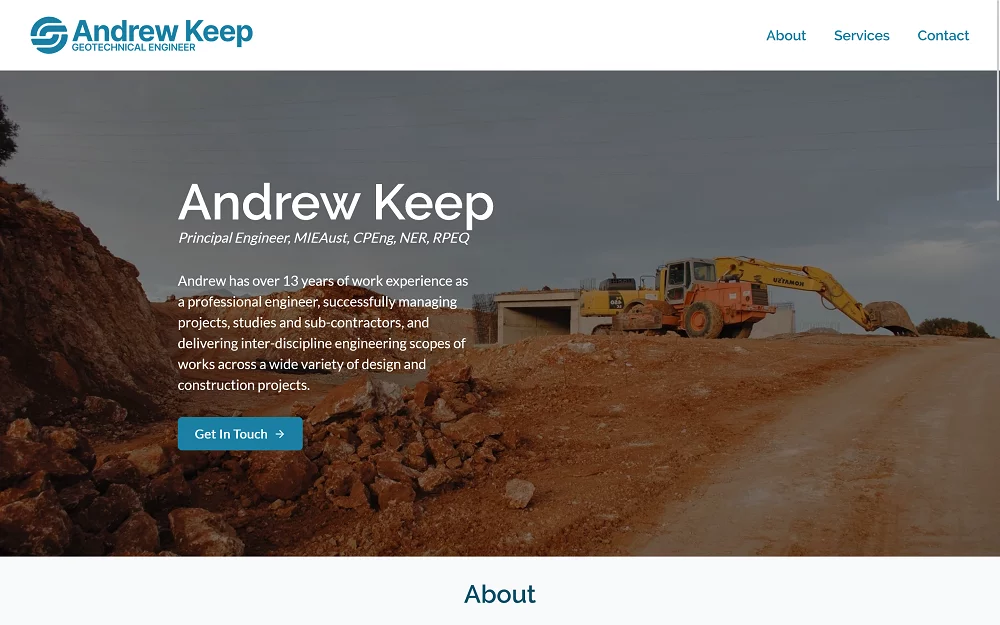 Andrew Keep
GEOTECHNICAL ENGINEER
About Services Contact
Andrew Keep
Principal Engineer, MIEAust, CPEng, NER, RPEQ
Andrew has over 13 years of work experience as
a professional engineer, successfully managing
projects, studies and sub-contractors, and
delivering inter-discipline engineering scopes of
works across a wide variety of design and
construction projects.
Get In Touch →
About